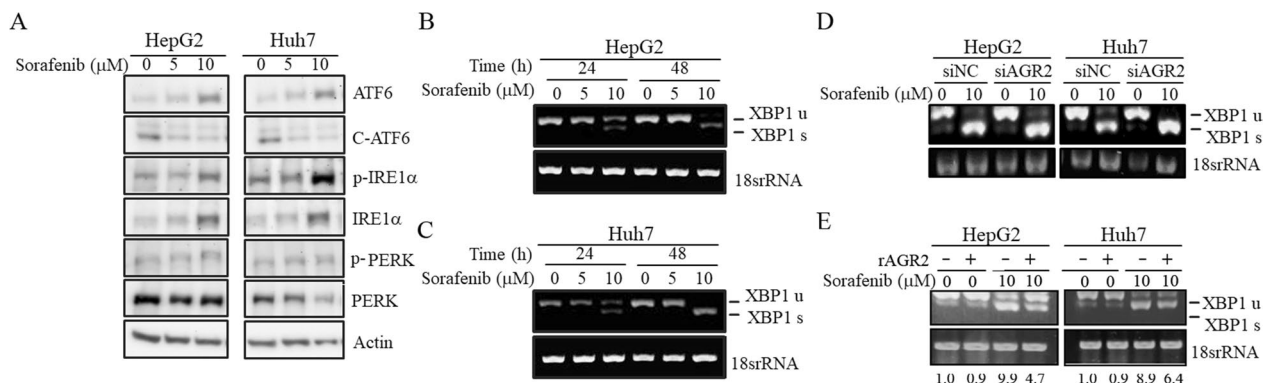 A
HepG2 Huh7
Sorafenib (μM) 0 5 10 0 5 10
ATF6
C-ATF6
p-IRE1α
IRE1α
p-PERK
PERK
Actin
B
HepG2
Time (h) 24 48
Sorafenib (μM) 0 5 10 0 5 10
XBP1 u
XBP1 s
18srRNA
C
Huh7
Time (h) 24 48
Sorafenib (μM) 0 5 10 0 5 10
XBP1 u
XBP1 s
18srRNA
D
HepG2 Huh7
siNC siAGR2 siNC siAGR2
Sorafenib (μM) 0 10 0 10 0 10 0 10
XBP1 u
XBP1 s
18srRNA
E
HepG2 Huh7
rAGR2 – + – + – + – +
Sorafenib (μM) 0 0 10 10 0 0 10 10
XBP1 u
XBP1 s
18srRNA
1.0 0.9 9.9 4.7 1.0 0.9 8.9 6.4